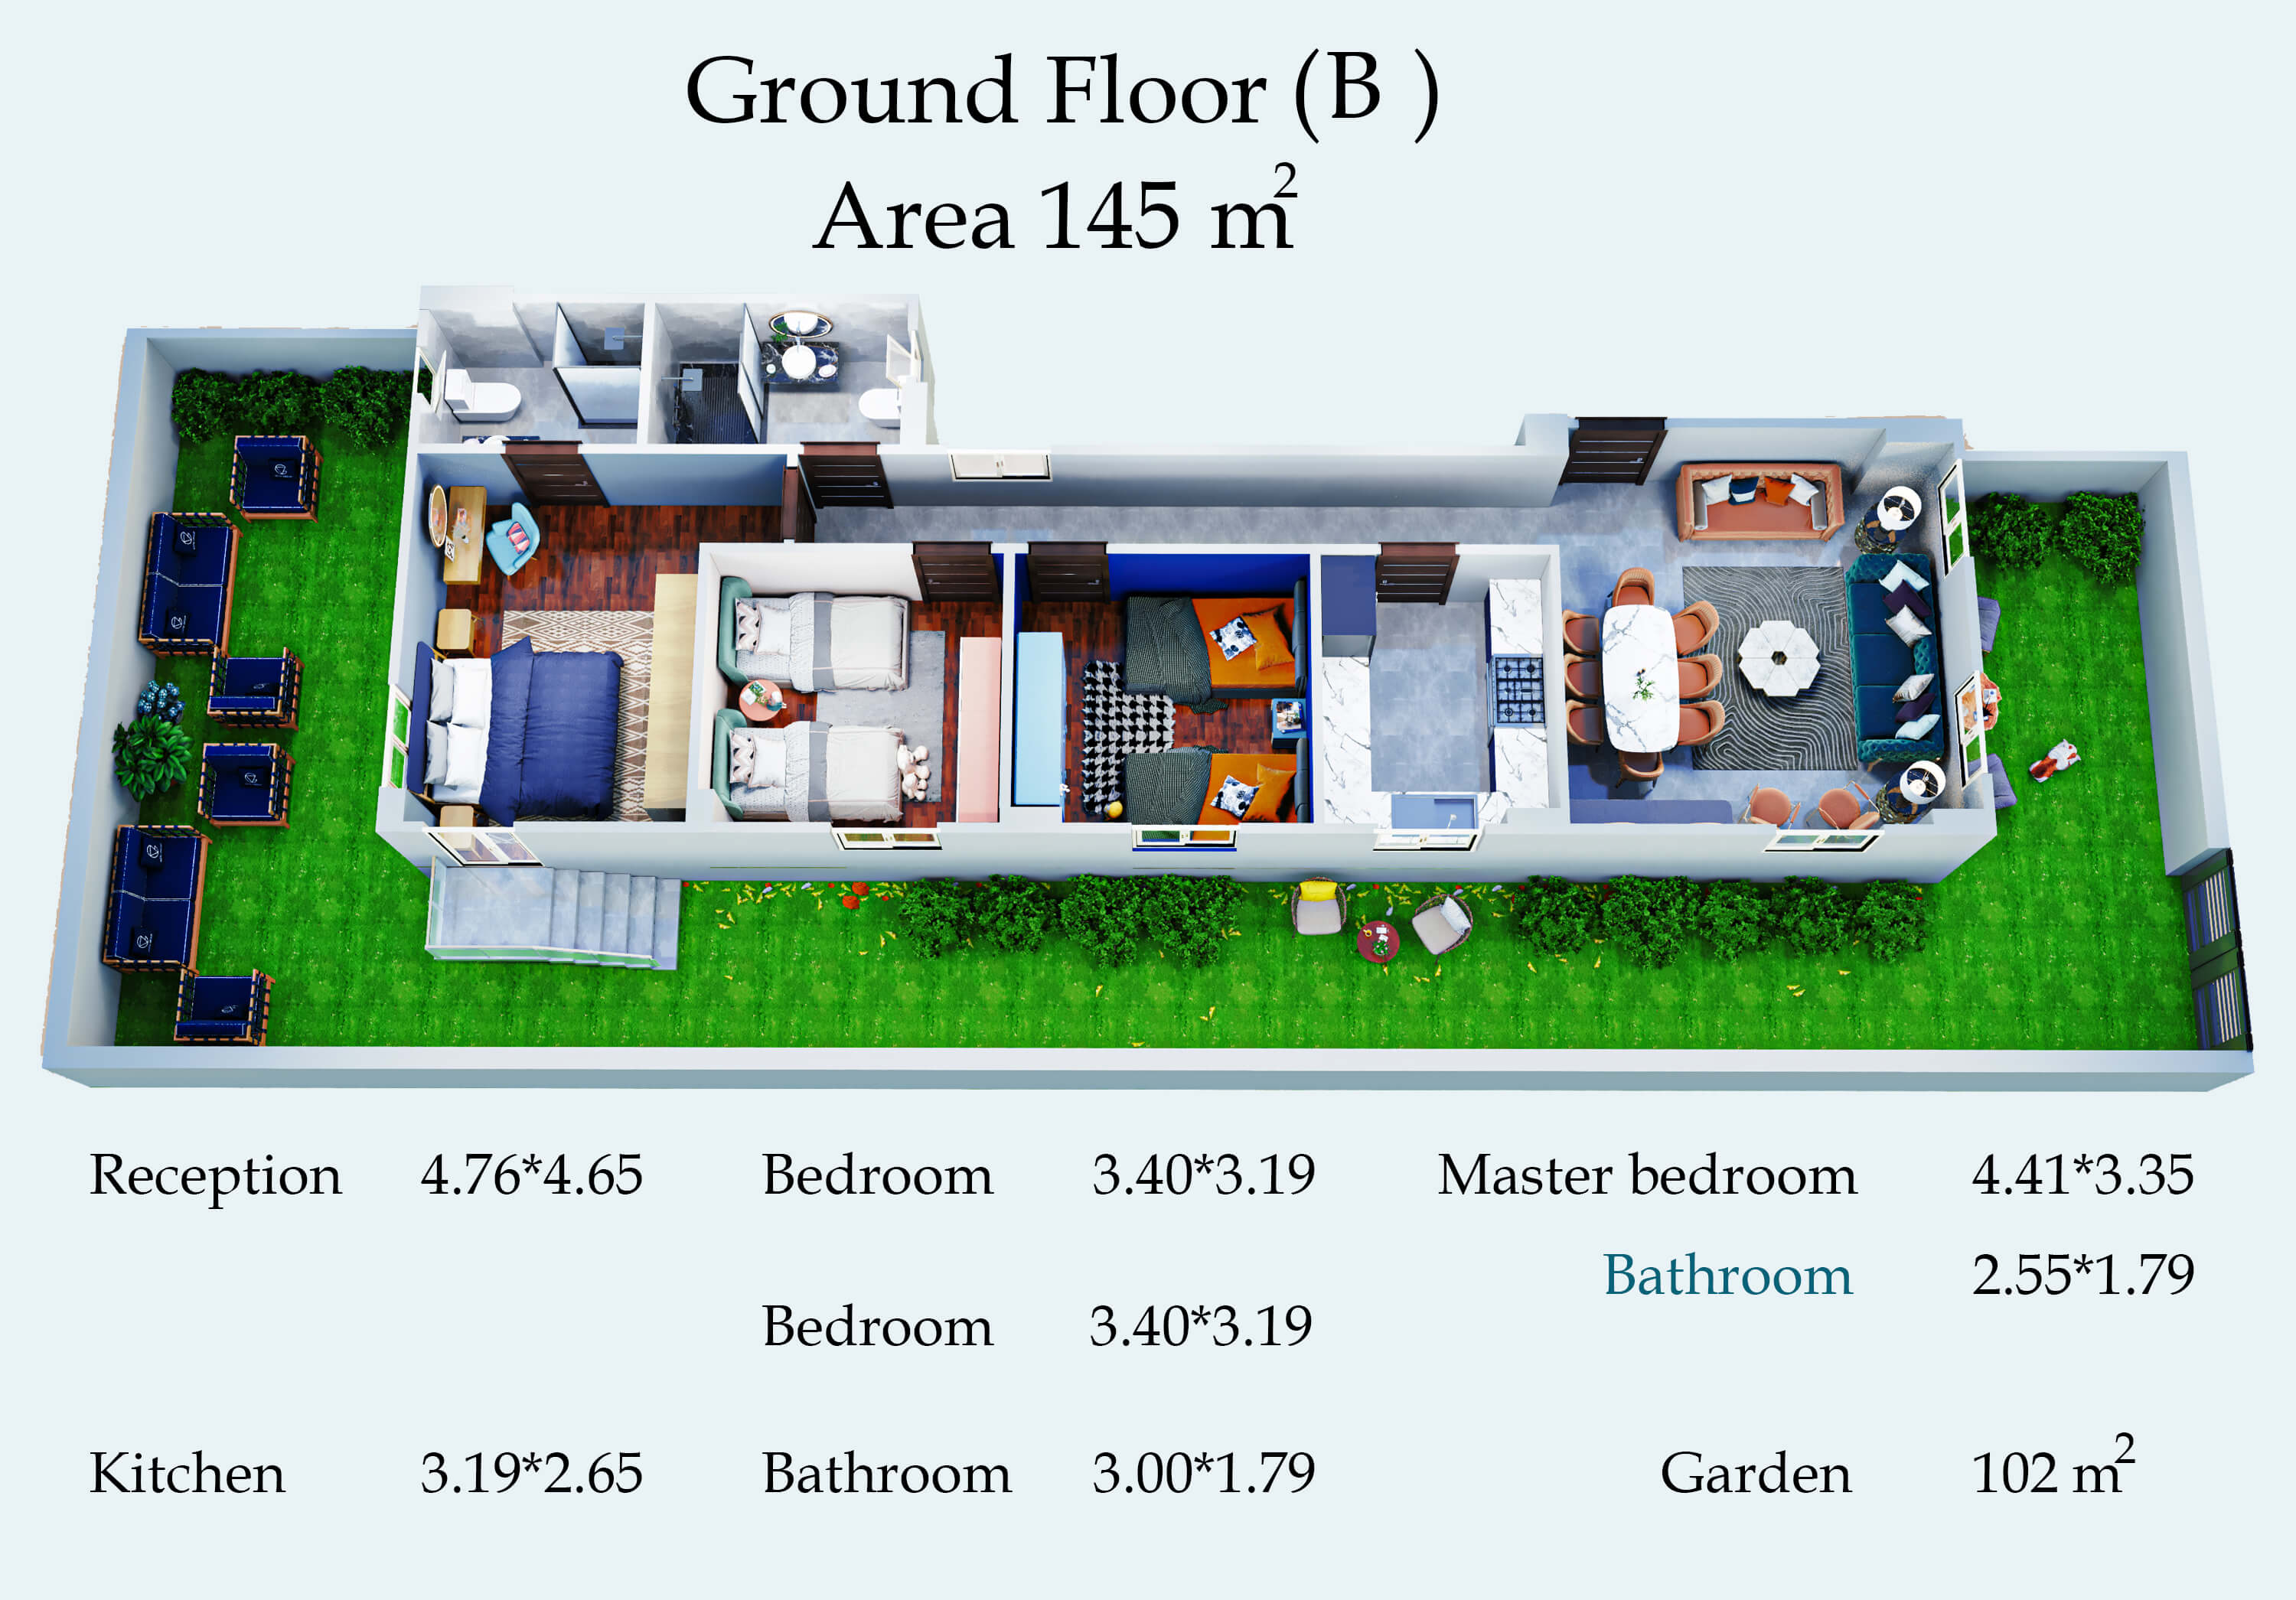 Ground Floor (B )
Area 145 m²
Reception 4.76*4.65 Bedroom 3.40*3.19 Master bedroom 4.41*3.35
Bathroom 2.55*1.79
Bedroom 3.40*3.19
Kitchen 3.19*2.65 Bathroom 3.00*1.79 Garden 102 m²